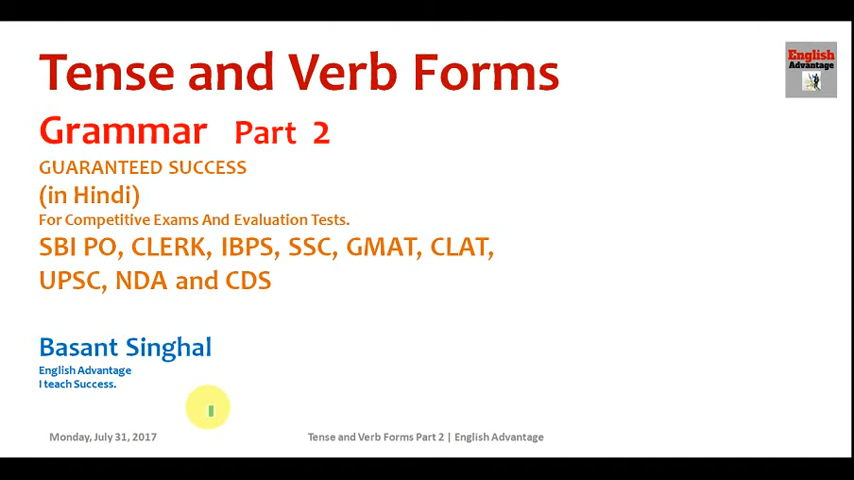 Tense and Verb Forms
English
Advantage
Grammar Part 2
GUARANTEED SUCCESS
(in Hindi)
For Competitive Exams And Evaluation Tests.
SBI PO, CLERK, IBPS, SSC, GMAT, CLAT,
UPSC, NDA and CDS
Basant Singhal
English Advantage
I teach Success.
Monday, July 31, 2017
Tense and Verb Forms Part 2 | English Advantage